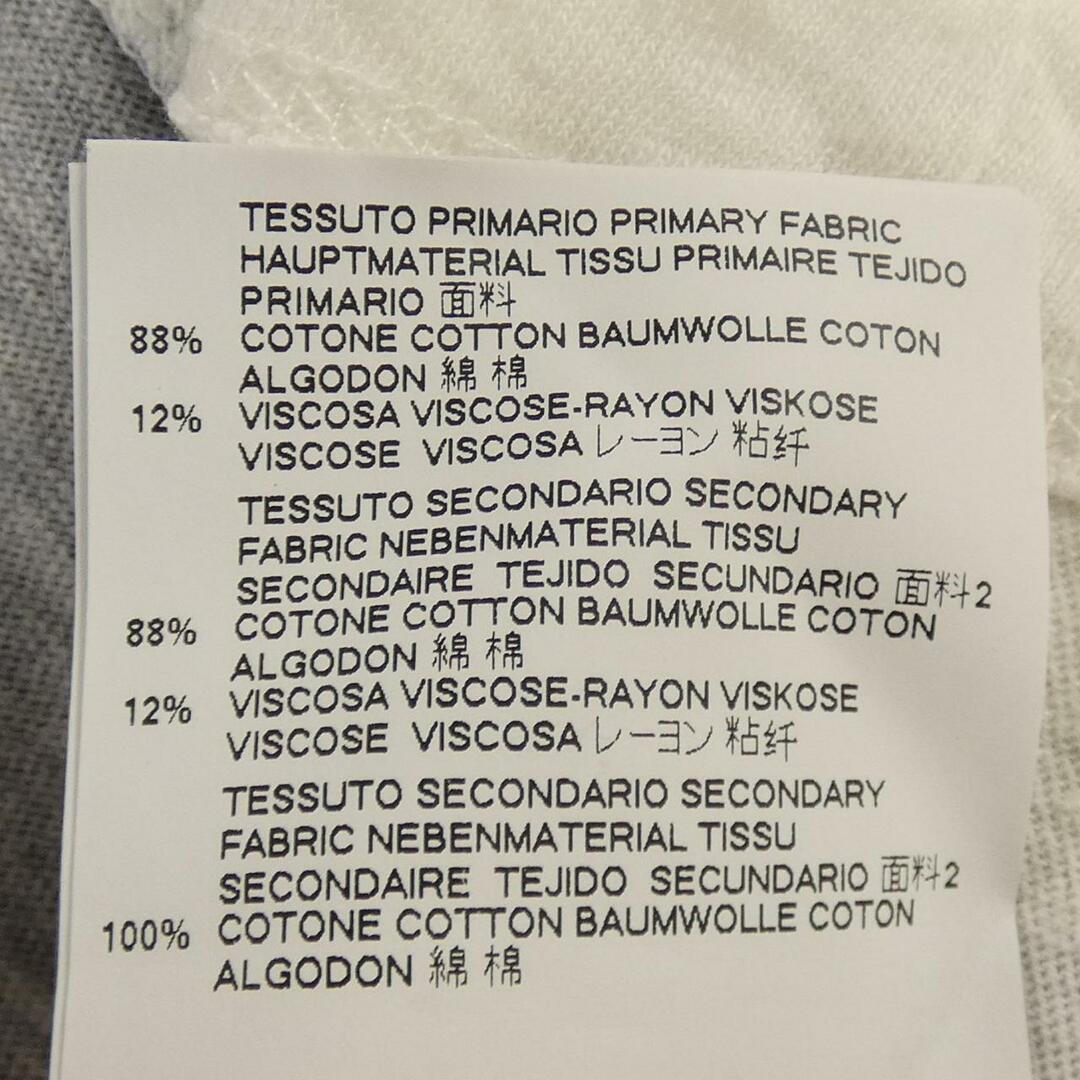 TESSUTO PRIMARIO PRIMARY FABRIC
HAUPTMATERIAL TISSU PRIMAIRE TEJIDO
PRIMARIO 面料
88% COTONE COTTON BAUMWOLLE COTON
ALGODON 綿 棉
12% VISCOSA VISCOSE-RAYON VISKOSE
VISCOSE VISCOSA レーヨン 粘纤
TESSUTO SECONDARIO SECONDARY
FABRIC NEBENMATERIAL TISSU
SECONDAIRE TEJIDO SECUNDARIO 面料2
88% COTONE COTTON BAUMWOLLE COTON
ALGODON 綿 棉
12% VISCOSA VISCOSE-RAYON VISKOSE
VISCOSE VISCOSA レーヨン 粘纤
TESSUTO SECONDARIO SECONDARY
FABRIC NEBENMATERIAL TISSU
SECONDAIRE TEJIDO SECUNDARIO 面料2
100% COTONE COTTON BAUMWOLLE COTON
ALGODON 綿 棉